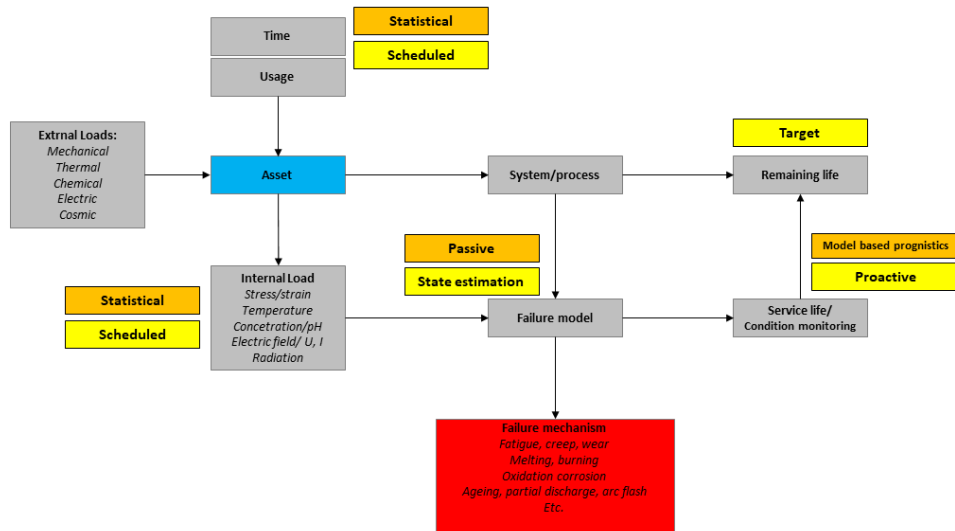 Time
Statistical
Scheduled
Usage
Extrnal Loads:
Mechanical
Thermal
Chemical
Electric
Cosmic
Asset
System/process
Target
Remaining life
Internal Load
Stress/strain
Temperature
Concetration/pH
Electric field/ U, I
Radiation
Statistical
Scheduled
Passive
State estimation
Failure model
Model based prognistics
Proactive
Service life/
Condition monitoring
Failure mechanism
Fatigue, creep, wear
Melting, burning
Oxidation corrosion
Ageing, partial discharge, arc flash
Etc.